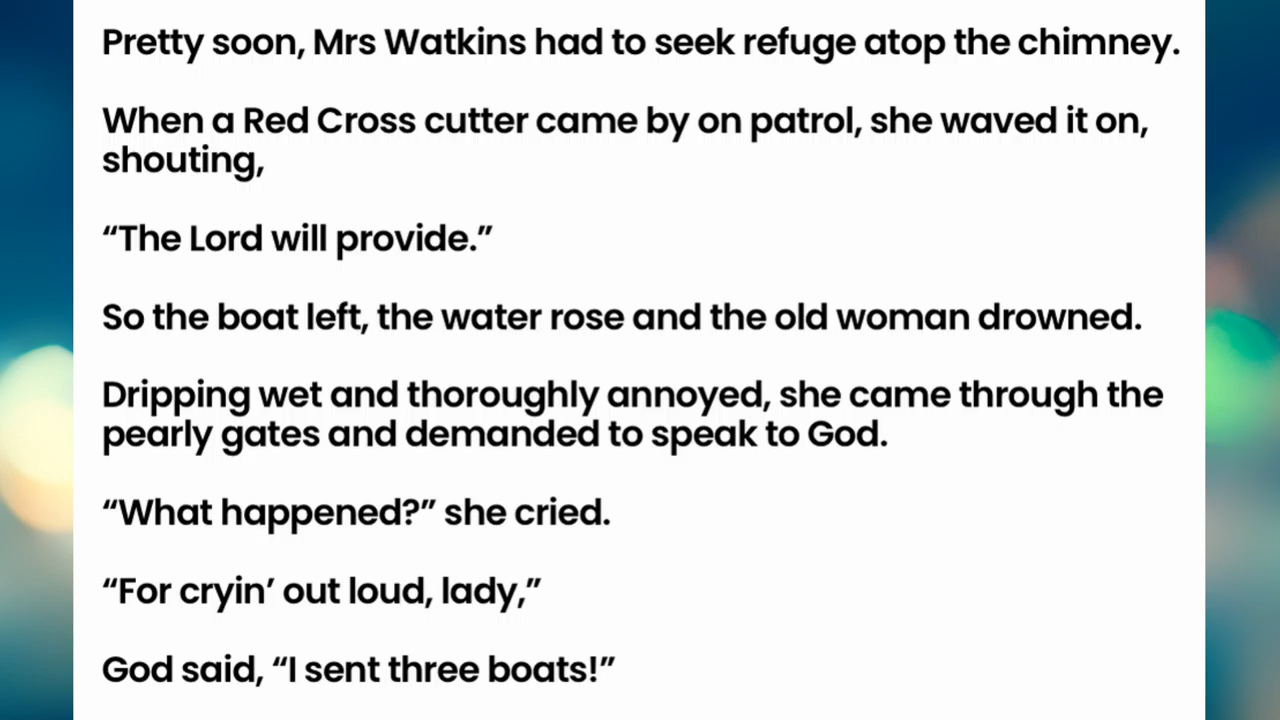 Pretty soon, Mrs Watkins had to seek refuge atop the chimney.
When a Red Cross cutter came by on patrol, she waved it on,
shouting,
“The Lord will provide.”
So the boat left, the water rose and the old woman drowned.
Dripping wet and thoroughly annoyed, she came through the
pearly gates and demanded to speak to God.
“What happened?” she cried.
“For cryin’ out loud, lady,”
God said, “I sent three boats!”